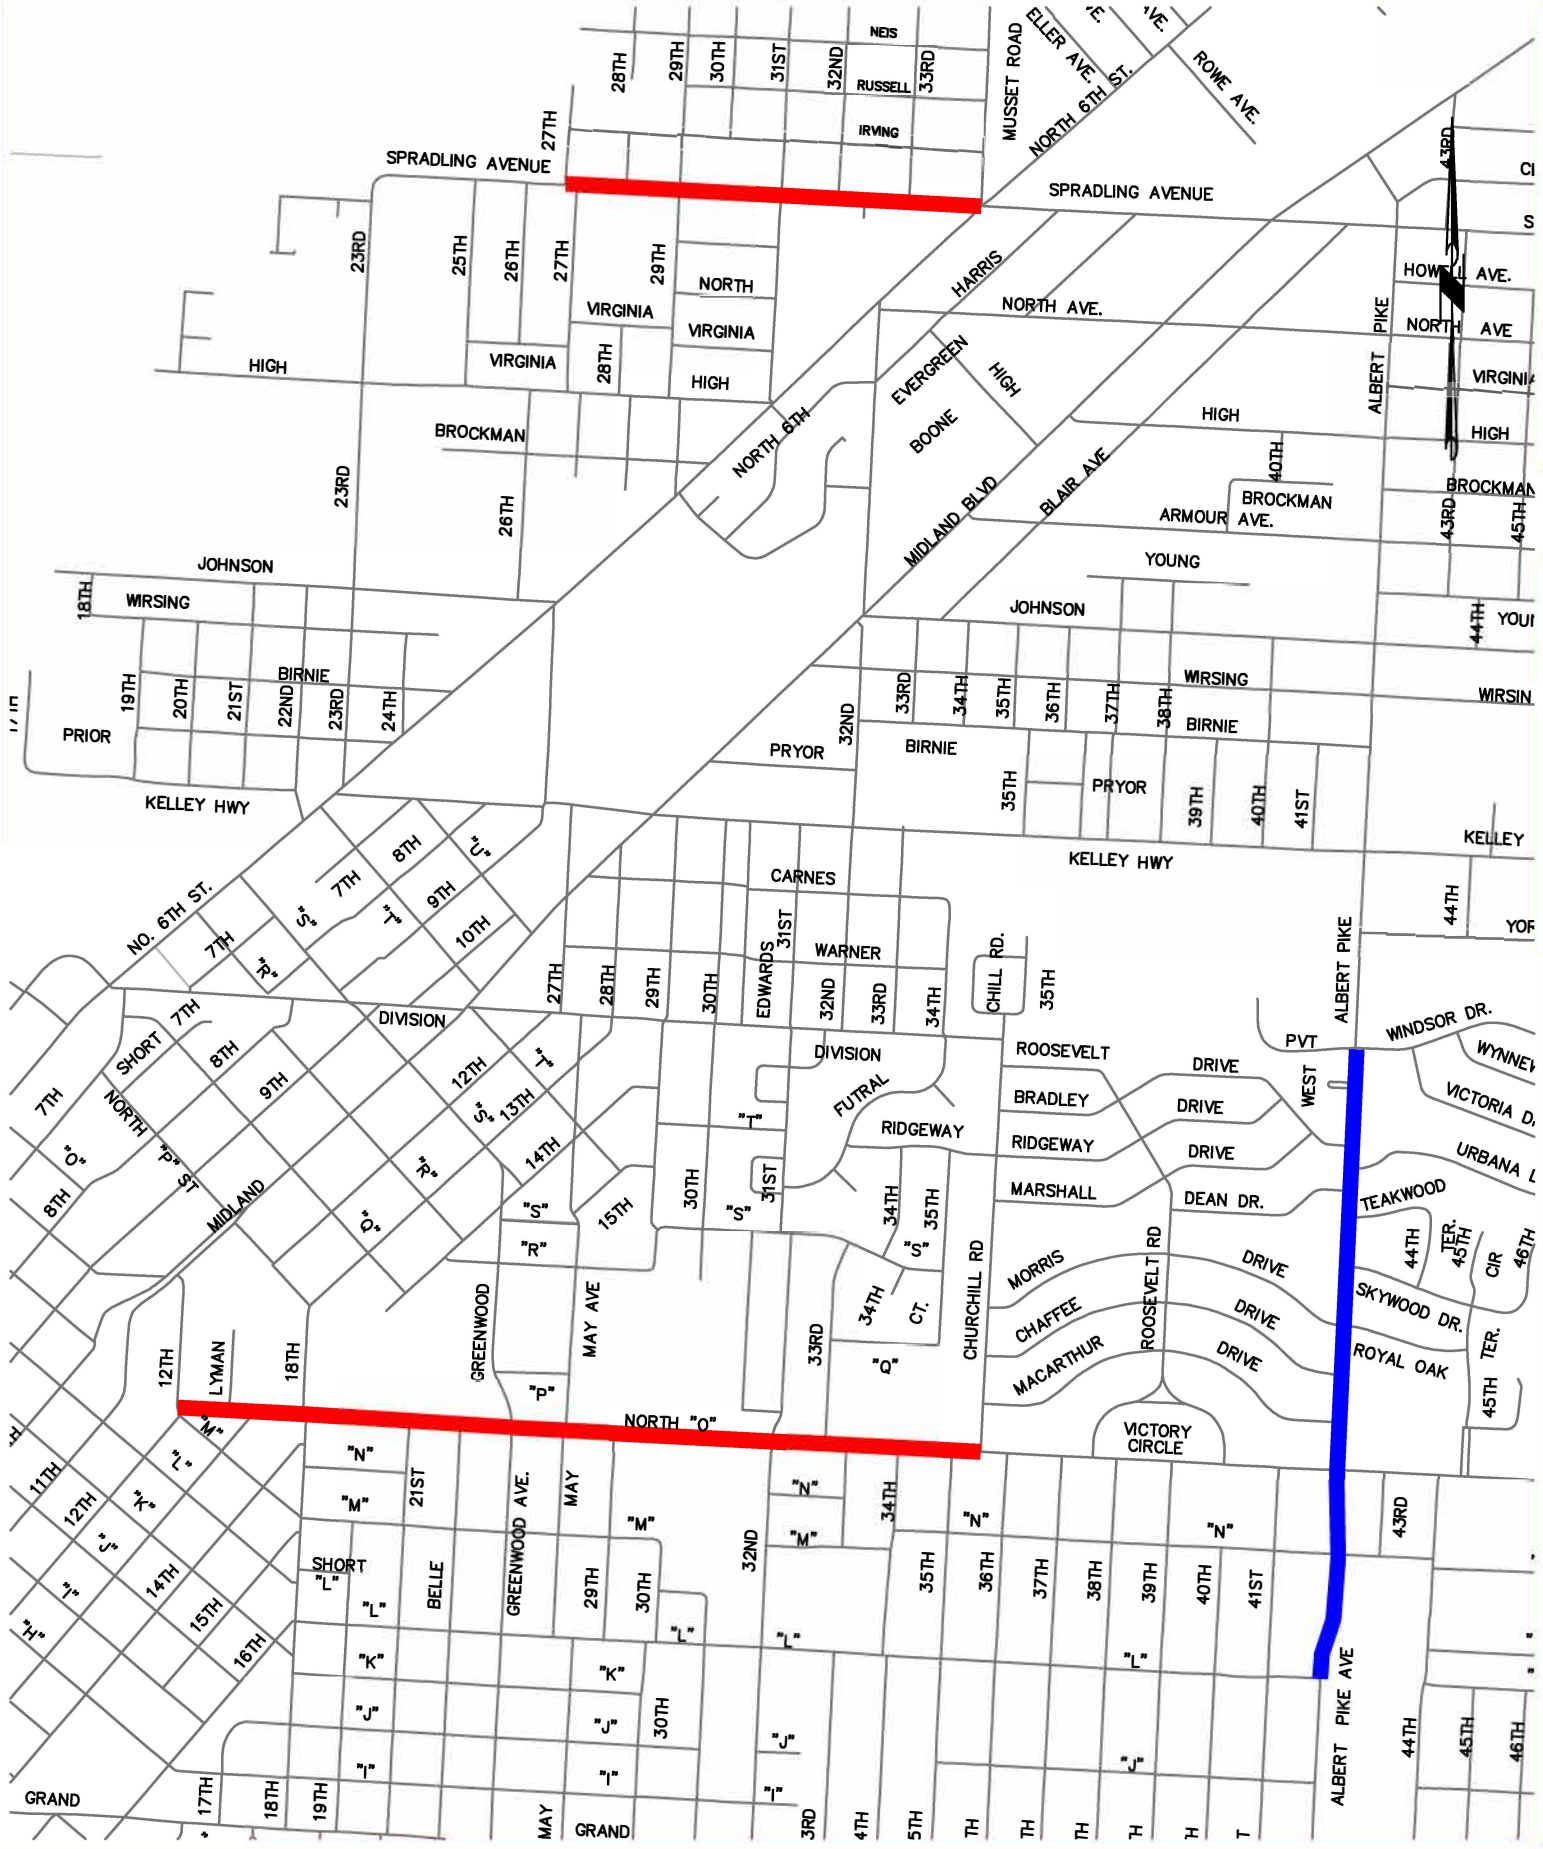 NEIS
28TH
29TH
30TH
31ST
32ND
33RD
RUSSELL
IRVING
27TH
MUSSET ROAD
ELLER AVE.
NORTH 6TH ST.
ROWE AVE.
43RD
SPRADLING AVENUE
SPRADLING AVENUE
23RD
25TH
26TH
27TH
29TH
NORTH
VIRGINIA
VIRGINIA
VIRGINIA
28TH
HIGH
HIGH
HARRIS
NORTH AVE.
HOWELL AVE.
NORTH AVE
PIKE
ALBERT
VIRGINIA
EVERGREEN
HIGH
BOONE
HIGH
HIGH
BROCKMAN
NORTH 6TH
40TH
BROCKMAN
BROCKMAN
23RD
26TH
MIDLAND BLVD
BLAIR AVE
ARMOUR AVE.
43RD
45TH
YOUNG
JOHNSON
JOHNSON
18TH
WIRSING
44TH
BIRNIE
WIRSING
19TH
20TH
21ST
22ND
23RD
24TH
33RD
34TH
35TH
36TH
37TH
38TH
32ND
BIRNIE
BIRNIE
PRIOR
PRYOR
PRYOR
35TH
39TH
40TH
41ST
KELLEY HWY
KELLEY HWY
KELLEY
8TH
"U"
7TH
9TH
"S"
"T"
10TH
NO. 6TH ST.
7TH
"R"
CARNES
31ST
EDWARDS
WARNER
44TH
ALBERT PIKE
27TH
28TH
29TH
30TH
32ND
33RD
34TH
CHILL RD.
35TH
7TH
DIVISION
DIVISION
SHORT
8TH
9TH
12TH
"T"
"S"
13TH
14TH
7TH
NORTH "P" ST
"O"
8TH
MIDLAND
"R"
"Q"
FUTRAL
"T"
RIDGEWAY
ROOSEVELT
DRIVE
BRADLEY
DRIVE
RIDGEWAY
DRIVE
MARSHALL
DEAN DR.
PVT
WEST
WINDSOR DR.
VICTORIA
URBANA
TEAKWOOD
TER.
44TH
45TH
CIR
46TH
30TH
31ST
"S"
"S"
"R"
15TH
34TH
35TH
"S"
34TH
CT.
CHURCHILL RD
MORRIS
DRIVE
CHAFFEE
DRIVE
MACARTHUR
DRIVE
ROOSEVELT RD
SKYWOOD DR.
ROYAL OAK
TER.
45TH
GREENWOOD
MAY AVE
33RD
"Q"
12TH
LYMAN
18TH
"P"
NORTH "O"
VICTORY
CIRCLE
"M"
"L"
"K"
"J"
"I"
"H"
11TH
12TH
14TH
15TH
16TH
"N"
"M"
21ST
SHORT
"L"
"L"
BELLE
GREENWOOD AVE.
MAY
"M"
29TH
30TH
"L"
32ND
"N"
"M"
34TH
"N"
"N"
43RD
35TH
36TH
37TH
38TH
39TH
40TH
41ST
"L"
"L"
"K"
"K"
"J"
"J"
"I"
"I"
30TH
"J"
"I"
"J"
ALBERT PIKE AVE
44TH
45TH
46TH
GRAND
17TH
18TH
19TH
MAY
GRAND